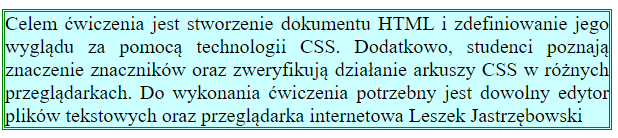 Celem ćwiczenia jest stworzenie dokumentu HTML i zdefiniowanie jego
wyglądu za pomocą technologii CSS. Dodatkowo, studenci poznają
znaczenie znaczników oraz zweryfikują działanie arkuszy CSS w różnych
przeglądarkach. Do wykonania ćwiczenia potrzebny jest dowolny edytor
plików tekstowych oraz przeglądarka internetowa Leszek Jastrzębowski